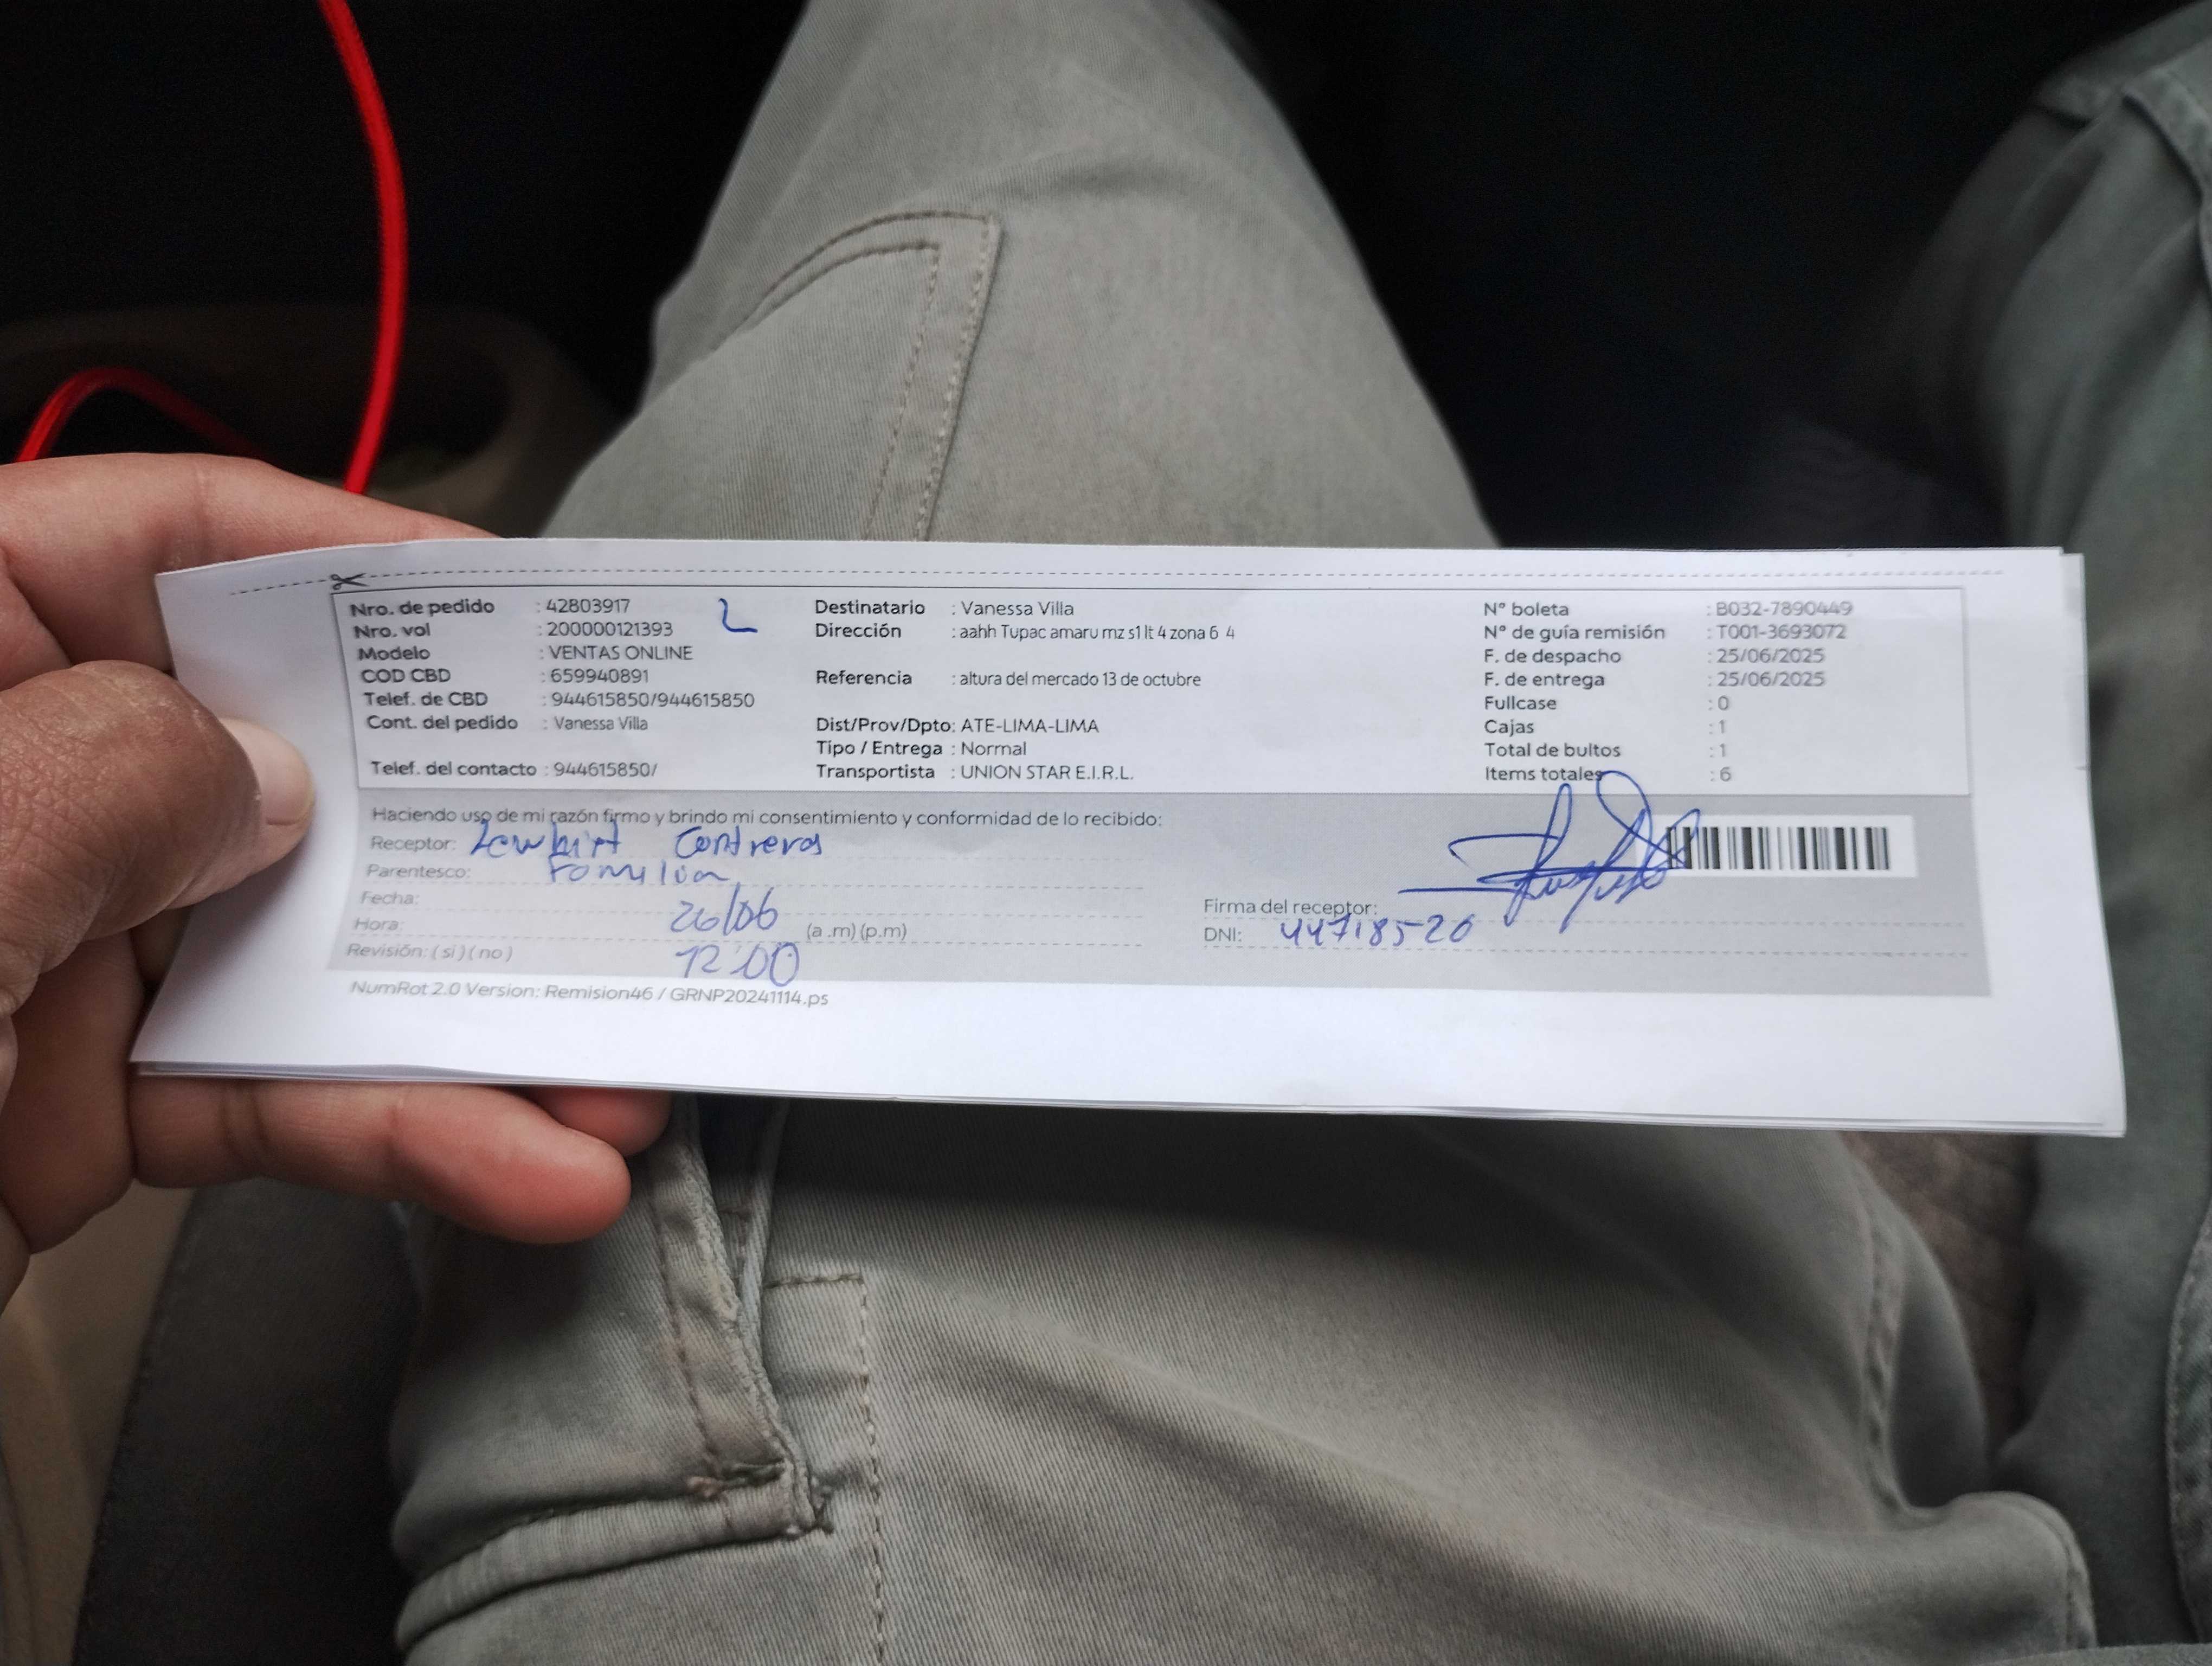 Nro. de pedido : 42803917 2
Nro. vol : 200000121393
Modelo : VENTAS ONLINE
COD CBD : 659940891
Telef. de CBD : 944615850/944615850
Cont. del pedido : Vanessa Villa
Telef. del contacto : 944615850/
Destinatario : Vanessa Villa
Dirección : aahh Tupac amaru mz s1 lt 4 zona 6 4
Referencia : altura del mercado 13 de octubre
Dist/Prov/Dpto: ATE-LIMA-LIMA
Tipo / Entrega : Normal
Transportista : UNION STAR E.I.R.L.
N° boleta : B032-7890449
N° de guía remisión : T001-3693072
F. de despacho : 25/06/2025
F. de entrega : 25/06/2025
Fullcase : 0
Cajas : 1
Total de bultos : 1
Items totales : 6
Haciendo uso de mi razón firmo y brindo mi consentimiento y conformidad de lo recibido:
Receptor: Contreras
Parentesco: Familia
Fecha: 26/06
Hora: 12:00 (a .m) (p.m)
Revisión: ( si ) ( no )
Firma del receptor:
DNI: 44718520
NumRot 2.0 Version: Remision46 / GRNP20241114.ps